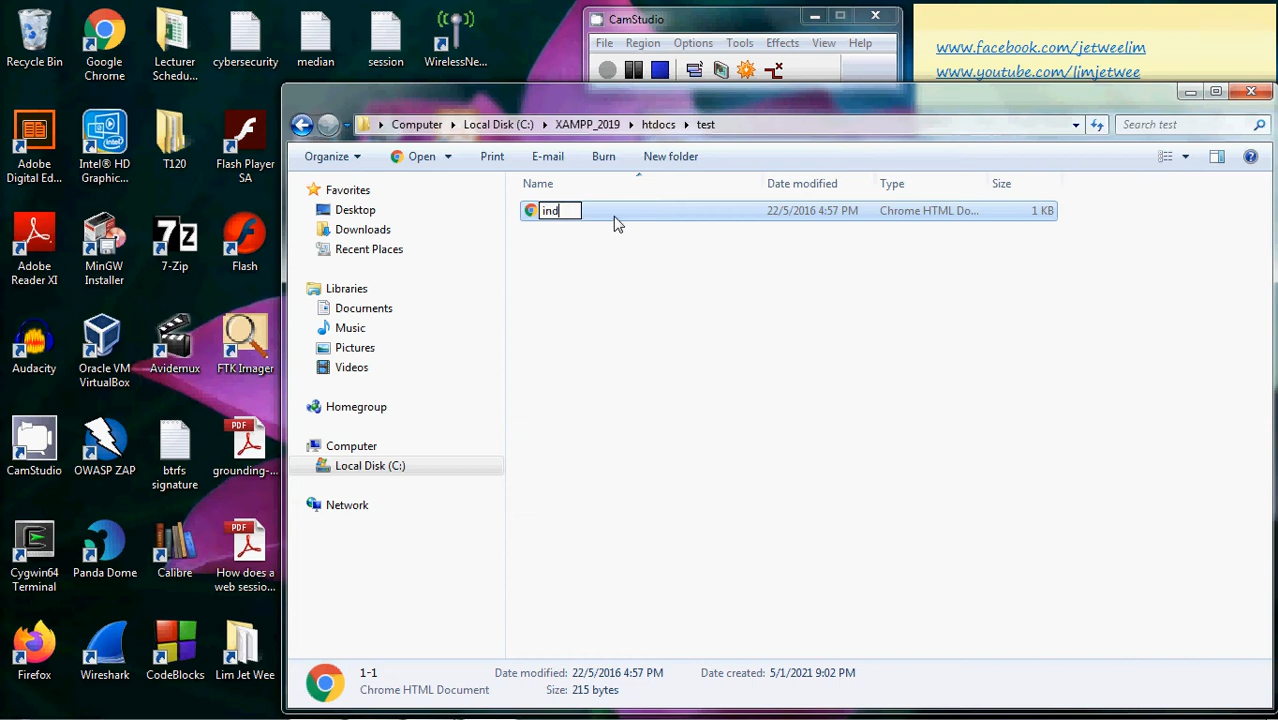 Recycle Bin
Google
Chrome
Lecturer
Schedu...
cybersecurity
median
session
WirelessNe...
CamStudio
File Region Options Tools Effects View Help
www.facebook.com/jetweelim
www.youtube.com/limjetwee
Computer Local Disk (C:) XAMPP_2019 htdocs test
Search test
Organize Open Print E-mail Burn New folder
Name Date modified Type Size
ind 22/5/2016 4:57 PM Chrome HTML Do... 1 KB
Favorites
Desktop
Downloads
Recent Places
Libraries
Documents
Music
Pictures
Videos
Homegroup
Computer
Local Disk (C:)
Network
1-1
Chrome HTML Document
Date modified: 22/5/2016 4:57 PM
Size: 215 bytes
Date created: 5/1/2021 9:02 PM
Adobe
Digital Ed...
Intel® HD
Graphic...
T120
Flash Player
SA
Adobe
Reader XI
MinGW
Installer
7-Zip
Flash
Audacity
Oracle VM
VirtualBox
Avidemux
FTK Imager
CamStudio
OWASP ZAP
btrfs
signature
PDF
grounding-...
Cygwin64
Terminal
Panda Dome
Calibre
PDF
How does a
web sessio...
Firefox
Wireshark
CodeBlocks
Lim Jet Wee